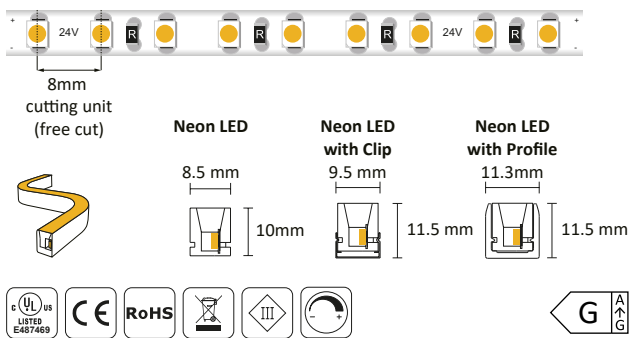 + 24V R R R 24V R +
- -
8mm
cutting unit
(free cut)
Neon LED
8.5 mm
10mm
Neon LED
with Clip
9.5 mm
11.5 mm
Neon LED
with Profile
11.3mm
11.5 mm
c UL US
LISTED
E487469
CE
RoHS
III
- +
G
A
G